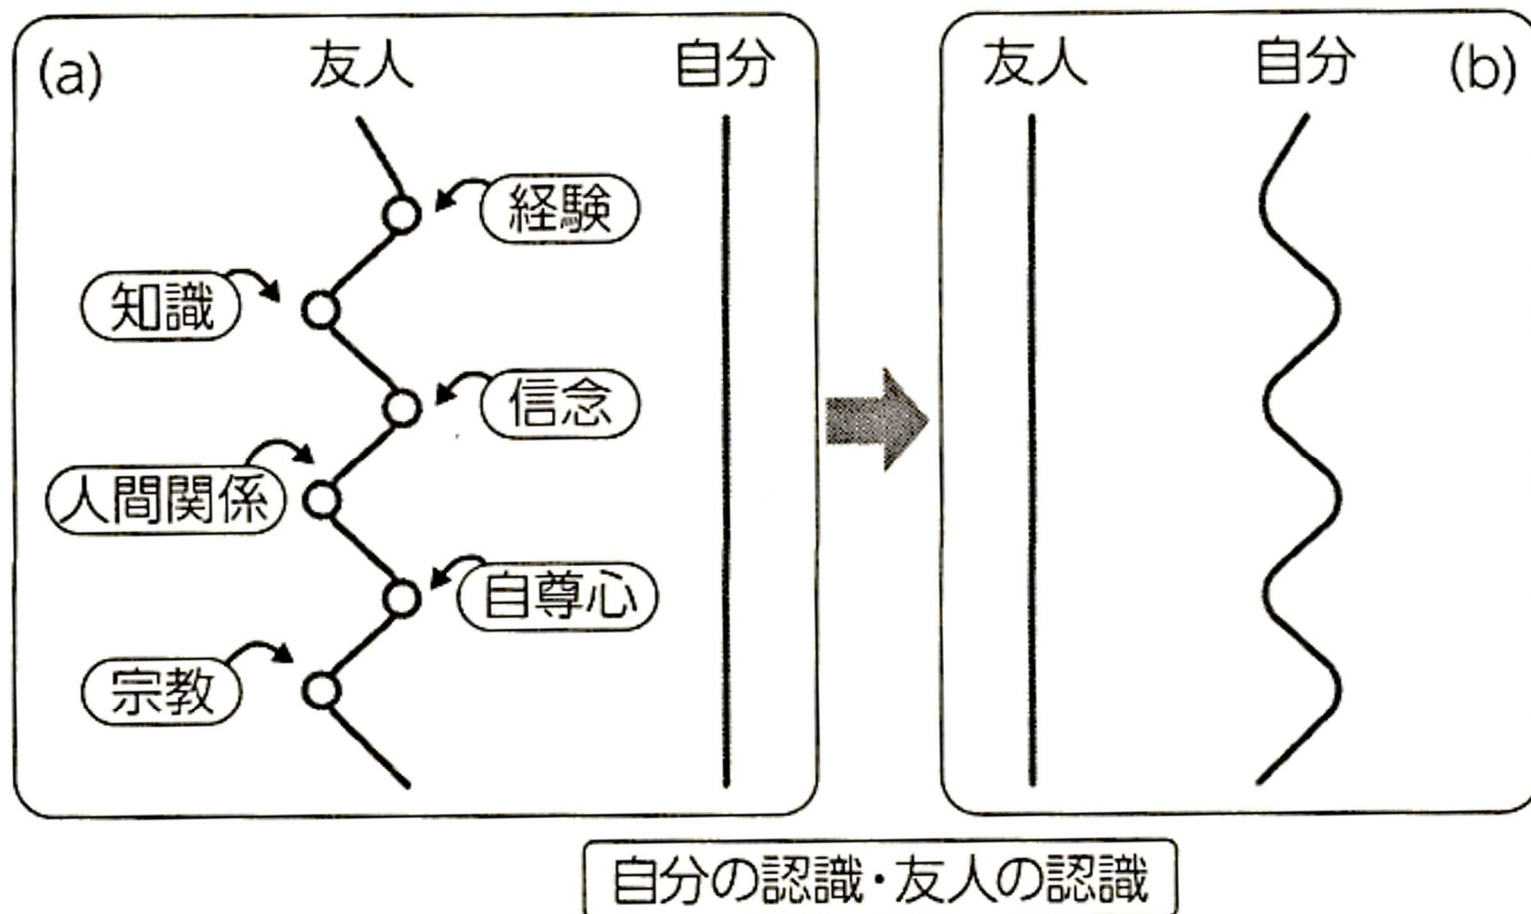 (a)
友人
自分
経験
知識
信念
人間関係
自尊心
宗教
友人
自分
(b)
自分の認識・友人の認識